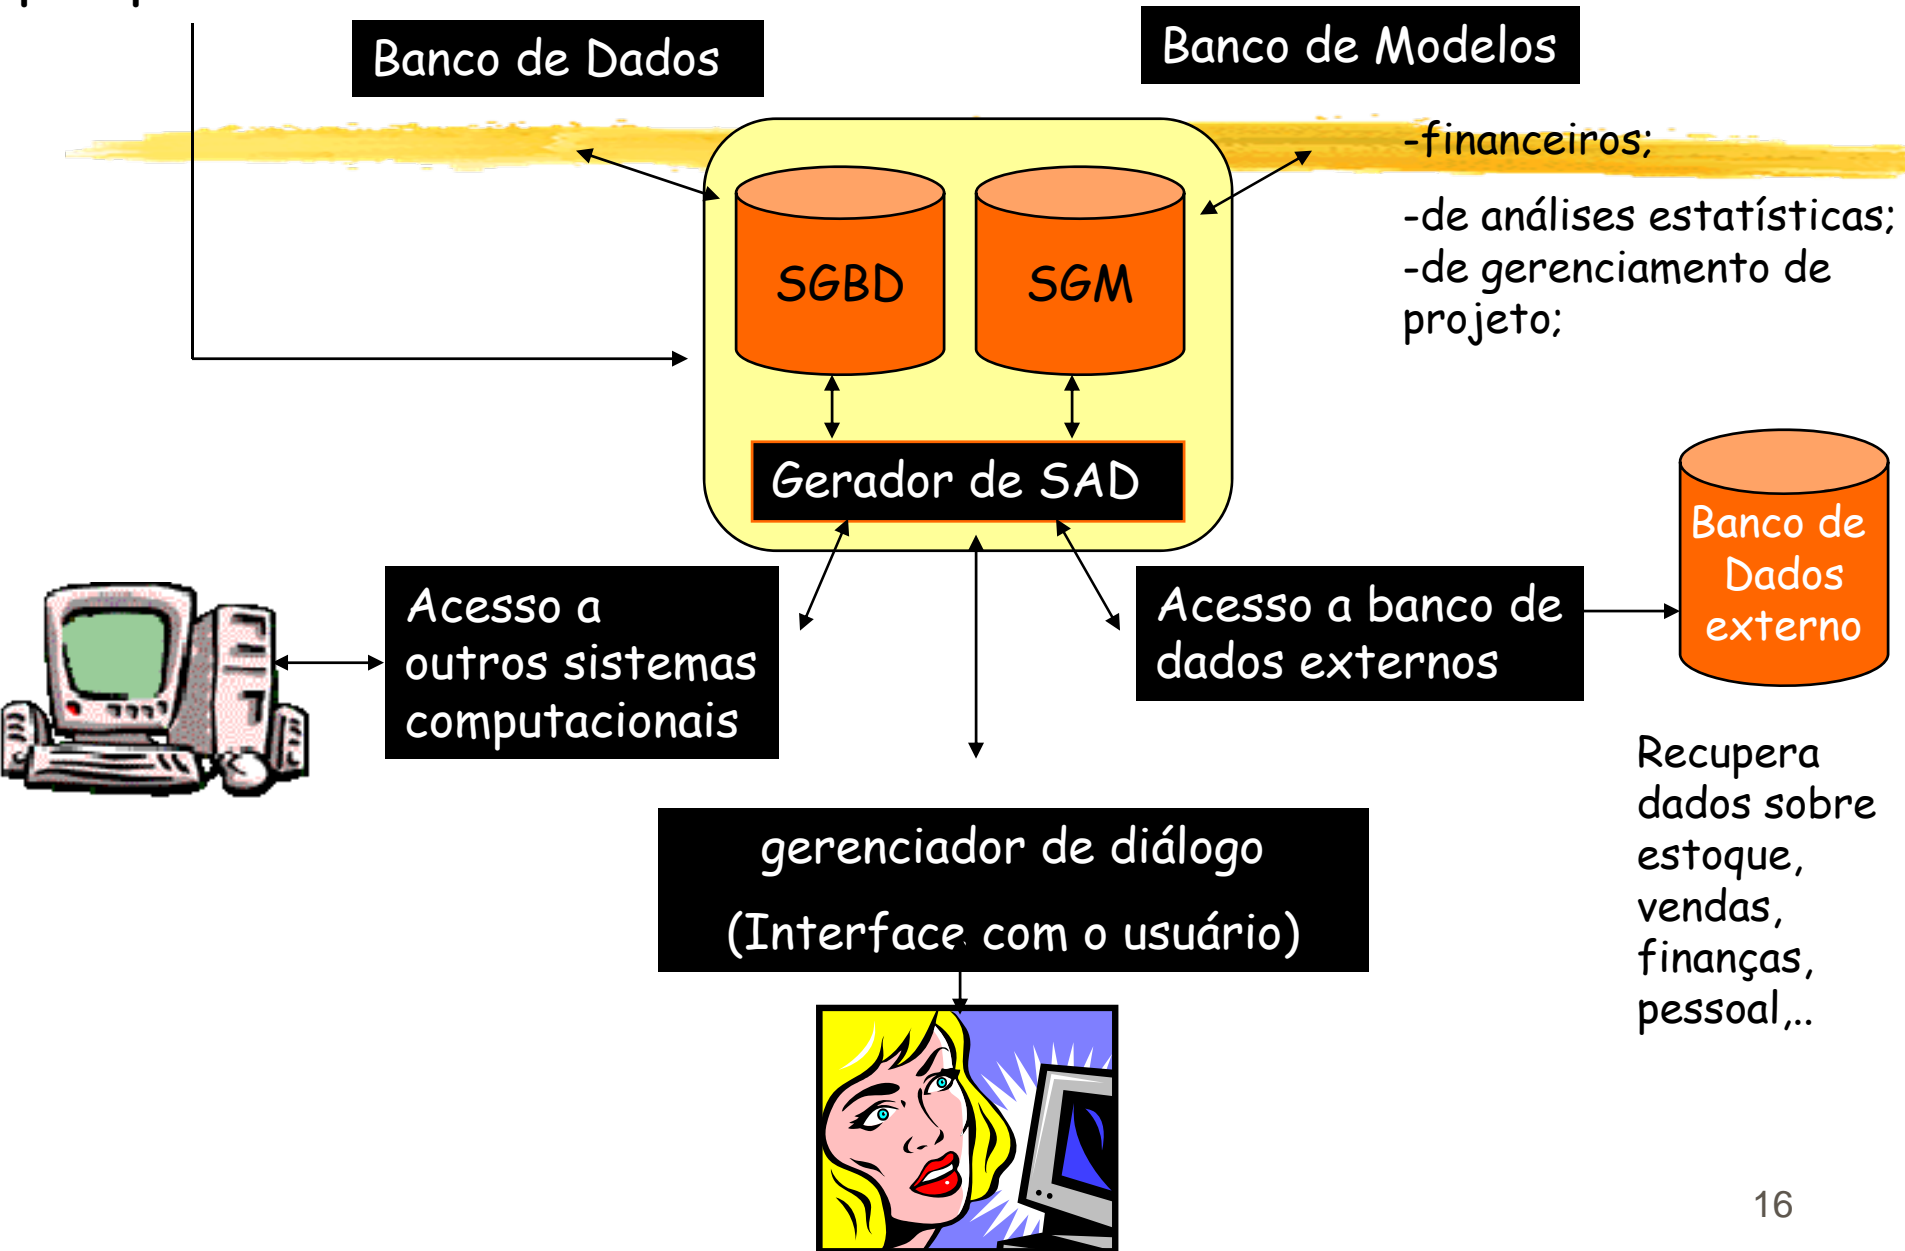 Banco de Dados
Banco de Modelos
-financeiros;
-de análises estatísticas;
-de gerenciamento de
projeto;
SGBD
SGM
Gerador de SAD
Banco de
Dados
externo
Acesso a
outros sistemas
computacionais
Acesso a banco de
dados externos
Recupera
dados sobre
estoque,
vendas,
finanças,
pessoal,..
gerenciador de diálogo
(Interface com o usuário)
16